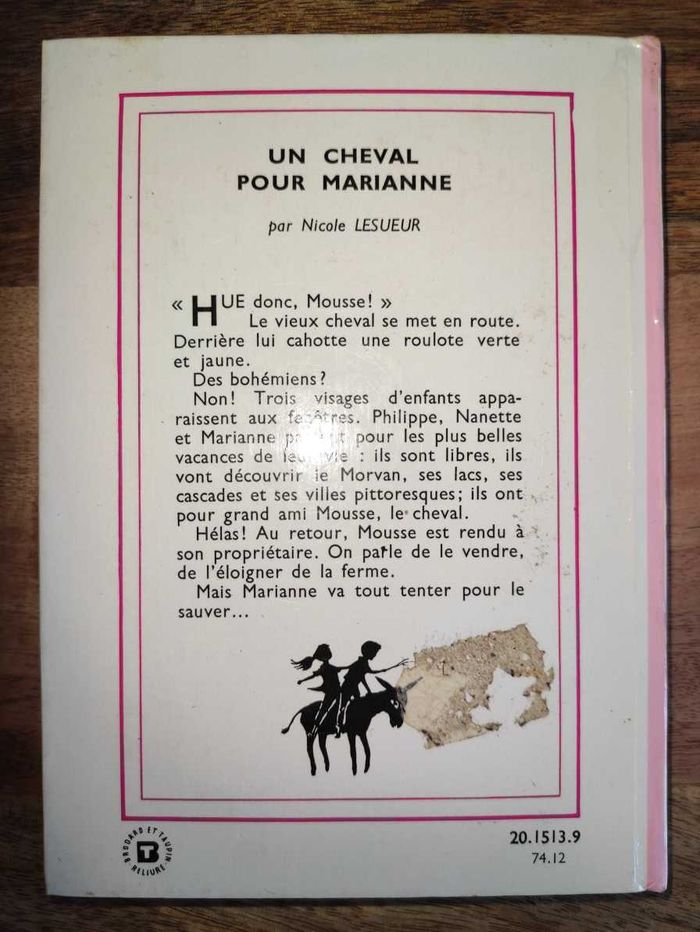 UN CHEVAL
POUR MARIANNE
par Nicole LESUEUR
« HUE donc, Mousse! »
Le vieux cheval se met en route.
Derrière lui cahotte une roulote verte
et jaune.
Des bohémiens?
Non! Trois visages d'enfants appa-
raissent aux fenêtres. Philippe, Nanette
et Marianne pour les plus belles
vacances de leur vie : ils sont libres, ils
vont découvrir le Morvan, ses lacs, ses
cascades et ses villes pittoresques; ils ont
pour grand ami Mousse, le cheval.
Hélas! Au retour, Mousse est rendu à
son propriétaire. On parle de le vendre,
de l'éloigner de la ferme.
Mais Marianne va tout tenter pour le
sauver...
BRODARD ET TAUPIN
RELIURE
20.1513.9
74.12